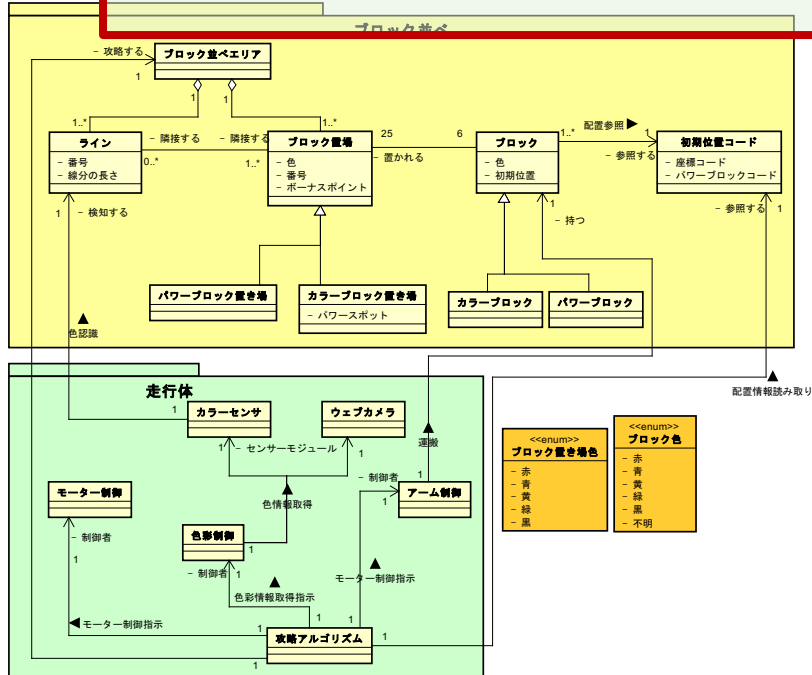 ブロック並べ
- 攻略する
1
ブロック並べエリア
1
1
1..*
1..*
ライン
- 番号
- 線分の長さ
- 隣接する
- 隣接する
0..*
1..*
ブロック置場
- 色
- 番号
- ボーナスポイント
25
6
- 置かれる
ブロック
- 色
- 初期位置
1..*
配置参照 ▶
1
- 参照する
初期位置コード
- 座標コード
- パワーブロックコード
1
- 検知する
1
- 持つ
- 参照する
1
パワーブロック置き場
カラーブロック置き場
- パワースポット
カラーブロック
パワーブロック
▲
色認識
▲
配置情報読み取り
走行体
1
カラーセンサ
ウェブカメラ
1
- センサーモジュール
1
▲
運搬
1
- 制御者
1
アーム制御
モーター制御
- 制御者
1
▲
色情報取得
色彩制御
1
- 制御者
1
▲
色彩情報取得指示
▲
モーター制御指示
◀ モーター制御指示
1
1
1
1
1
攻略アルゴリズム
<<enum>>
ブロック置き場色
- 赤
- 青
- 黄
- 緑
- 黒
<<enum>>
ブロック色
- 赤
- 青
- 黄
- 緑
- 黒
- 不明